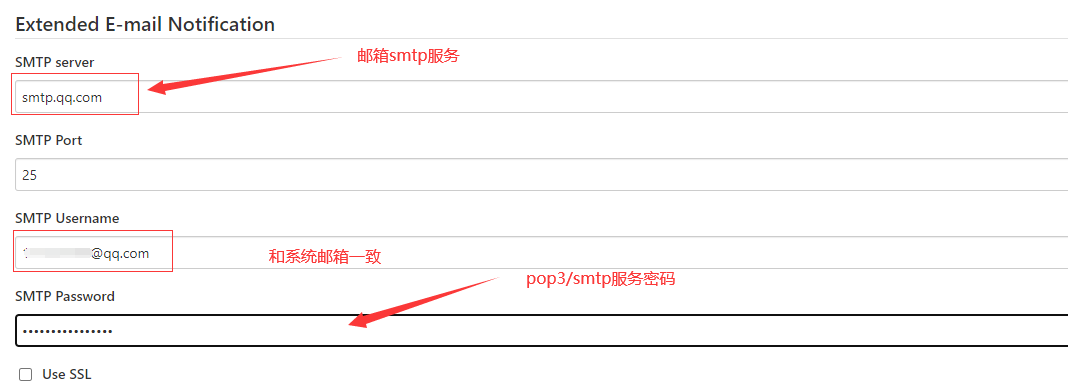 Extended E-mail Notification
SMTP server
邮箱smtp服务
smtp.qq.com
SMTP Port
25
SMTP Username
@qq.com
和系统邮箱一致
pop3/smtp服务密码
SMTP Password
••••••••••••••••
Use SSL